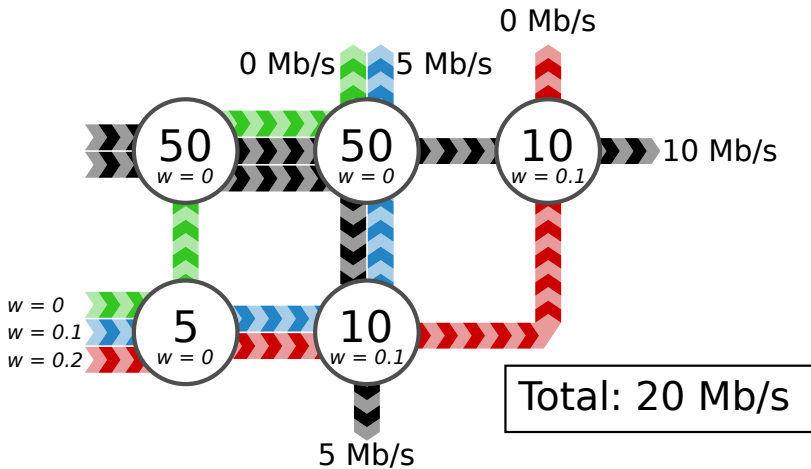 0 Mb/s
0 Mb/s
5 Mb/s
50
w = 0
50
w = 0
10
w = 0.1
10 Mb/s
w = 0
w = 0.1
w = 0.2
5
w = 0
10
w = 0.1
Total: 20 Mb/s
5 Mb/s